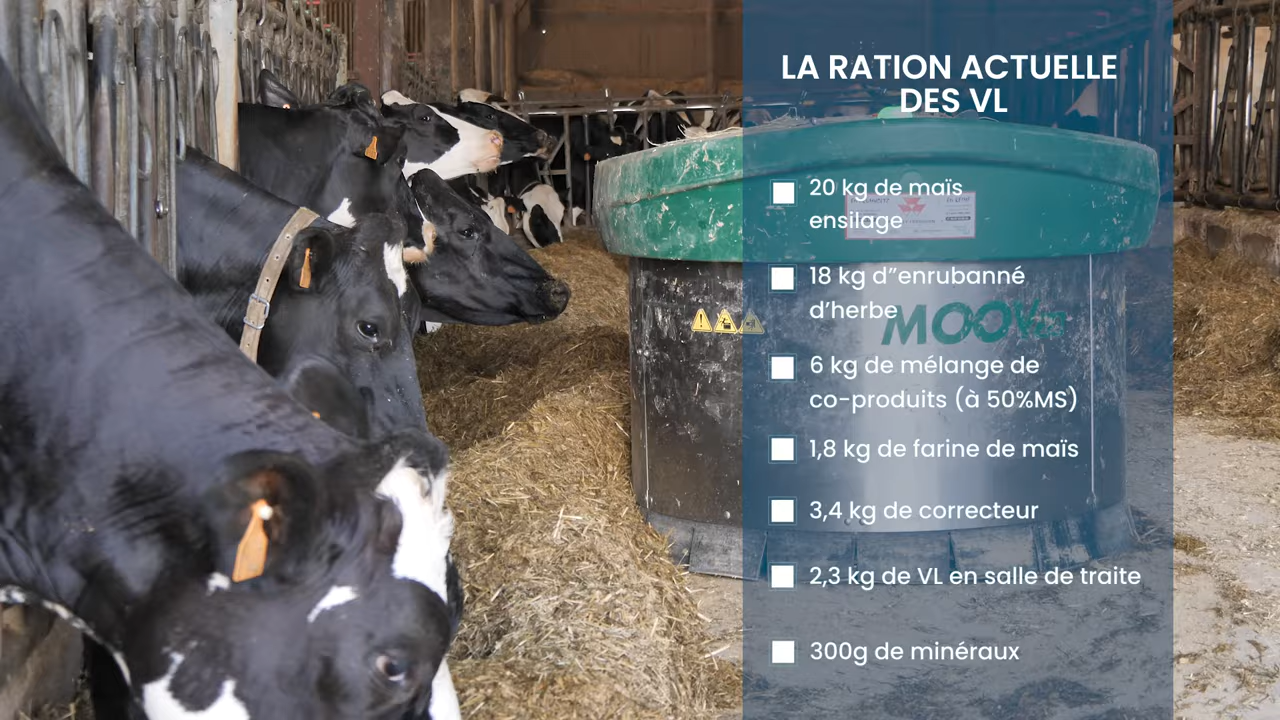 LA RATION ACTUELLE
DES VL
20 kg de maïs
ensilage
18 kg d”enrubanné
d’herbe
MOOV
6 kg de mélange de
co-produits (à 50%MS)
1,8 kg de farine de maïs
3,4 kg de correcteur
2,3 kg de VL en salle de traite
300g de minéraux